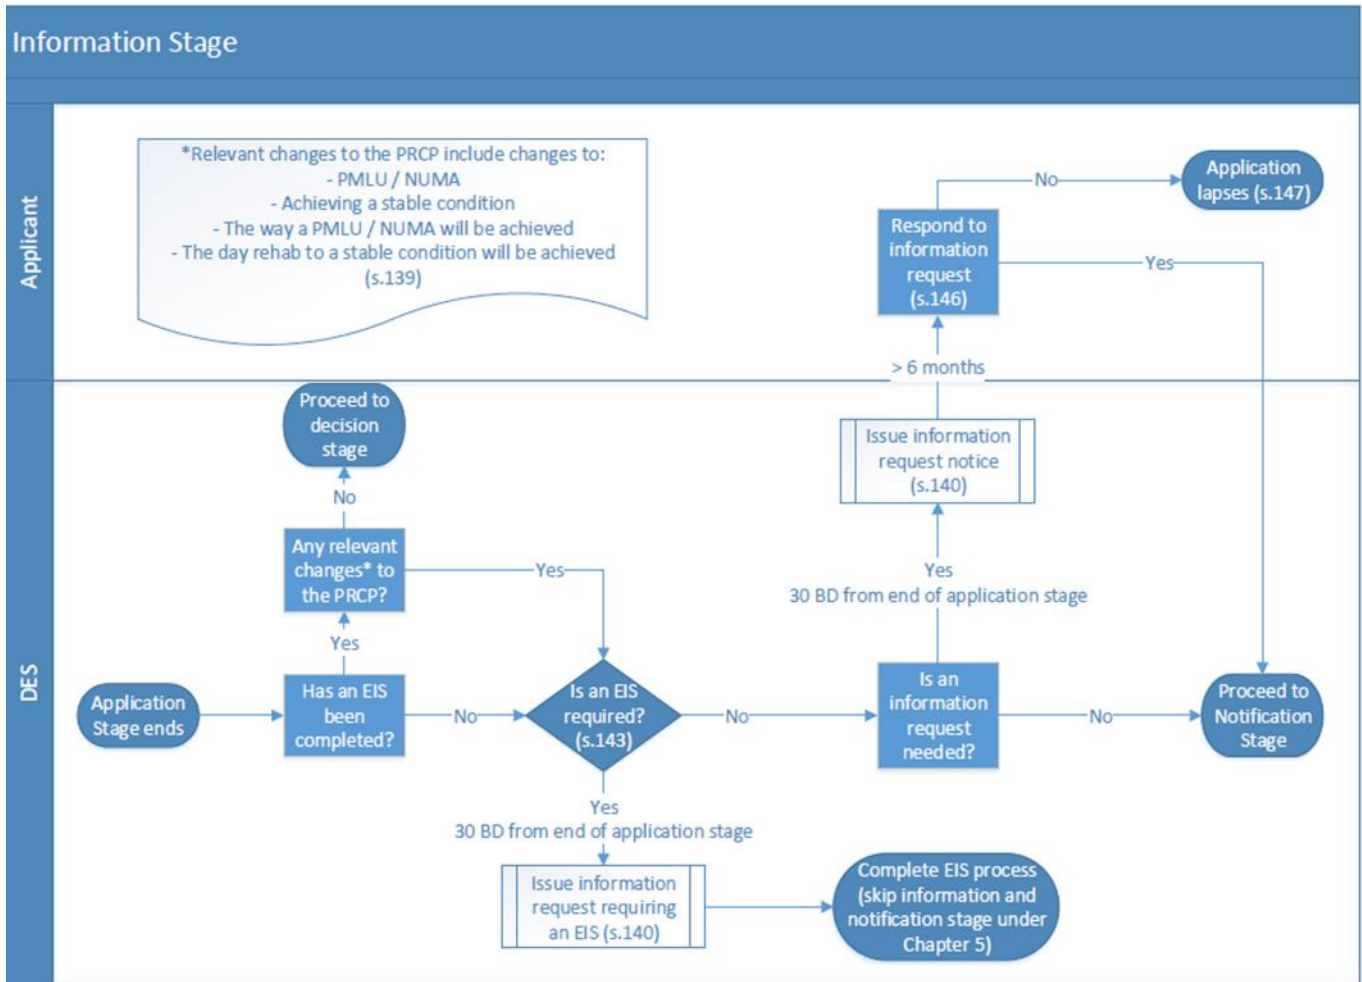 Information Stage
Applicant
*Relevant changes to the PRCP include changes to:
- PMLU / NUMA
- Achieving a stable condition
- The way a PMLU / NUMA will be achieved
- The day rehab to a stable condition will be achieved
(s.139)
Respond to
information
request
(s.146)
No
Application
lapses (s.147)
Yes
> 6 months
DES
Proceed to
decision
stage
No
Any relevant
changes* to
the PRCP?
Yes
Yes
Application
Stage ends
Has an EIS
been
completed?
No
Is an EIS
required?
(s.143)
No
Issue information
request notice
(s.140)
Yes
30 BD from end of application stage
Is an
information
request
needed?
No
Proceed to
Notification
Stage
Yes
30 BD from end of application stage
Issue information
request requiring
an EIS (s.140)
Complete EIS process
(skip information and
notification stage under
Chapter 5)